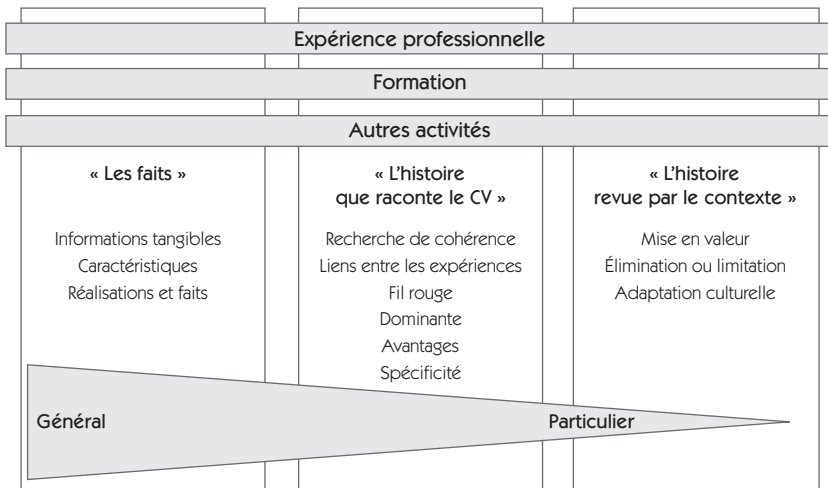 Expérience professionnelle
Formation
Autres activités
« Les faits »
Informations tangibles
Caractéristiques
Réalisations et faits
« L'histoire
que raconte le CV »
Recherche de cohérence
Liens entre les expériences
Fil rouge
Dominante
Avantages
Spécificité
« L'histoire
revue par le contexte »
Mise en valeur
Élimination ou limitation
Adaptation culturelle
Général
Particulier